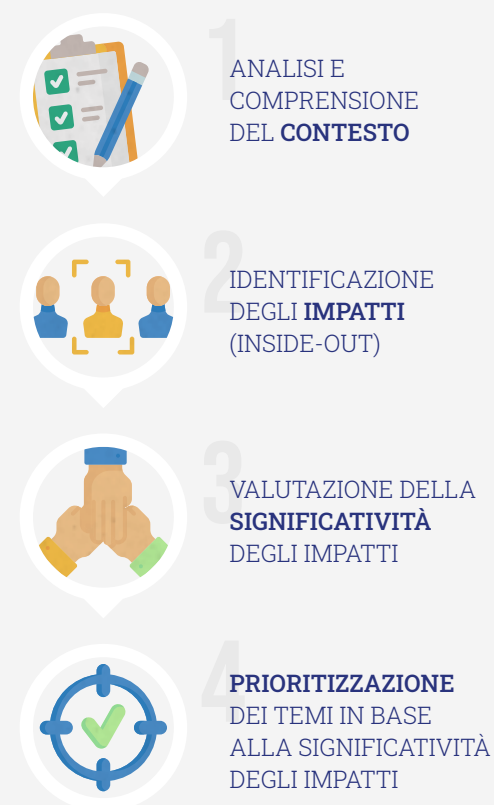 1
ANALISI E
COMPRENSIONE
DEL CONTESTO
2
IDENTIFICAZIONE
DEGLI IMPATTI
(INSIDE-OUT)
3
VALUTAZIONE DELLA
SIGNIFICATIVITÀ
DEGLI IMPATTI
4
PRIORITIZZAZIONE
DEI TEMI IN BASE
ALLA SIGNIFICATIVITÀ
DEGLI IMPATTI